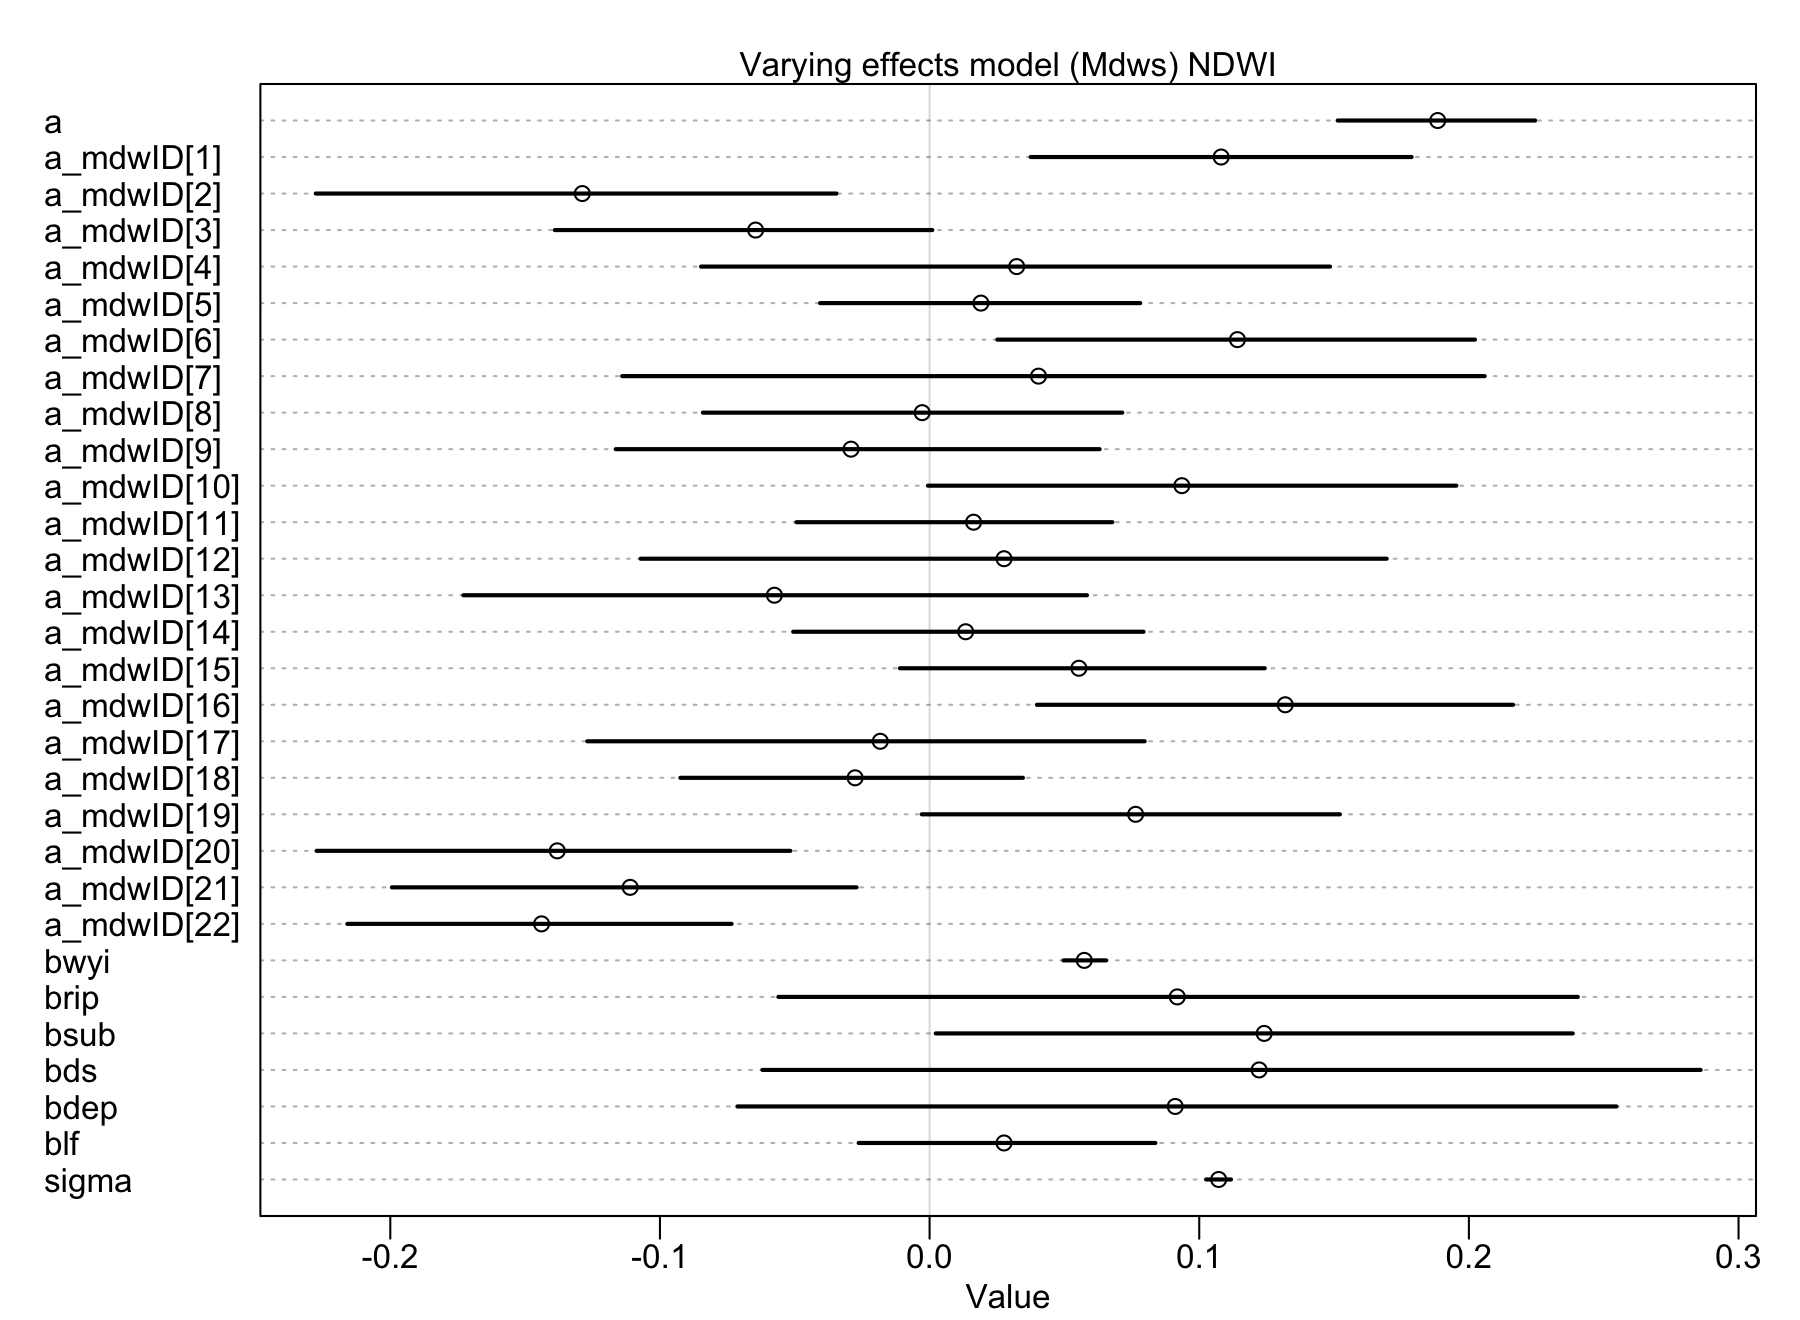 Varying effects model (Mdws) NDWI
a
a_mdwID[1]
a_mdwID[2]
a_mdwID[3]
a_mdwID[4]
a_mdwID[5]
a_mdwID[6]
a_mdwID[7]
a_mdwID[8]
a_mdwID[9]
a_mdwID[10]
a_mdwID[11]
a_mdwID[12]
a_mdwID[13]
a_mdwID[14]
a_mdwID[15]
a_mdwID[16]
a_mdwID[17]
a_mdwID[18]
a_mdwID[19]
a_mdwID[20]
a_mdwID[21]
a_mdwID[22]
bwyi
brip
bsub
bds
bdep
blf
sigma
-0.2 -0.1 0.0 0.1 0.2 0.3
Value